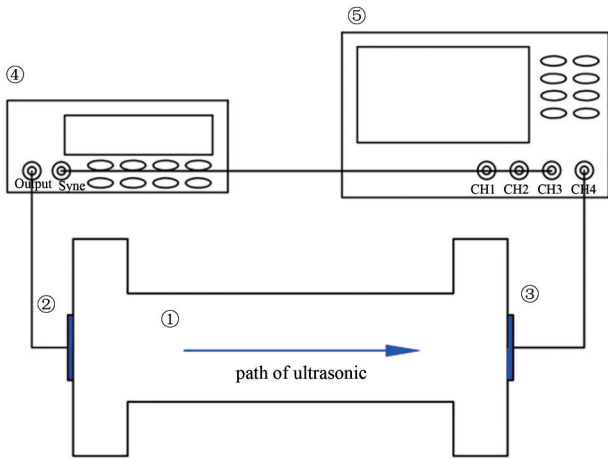 ⑤
④
Output
Syne
CH1 CH2 CH3 CH4
②
①
③
path of ultrasonic